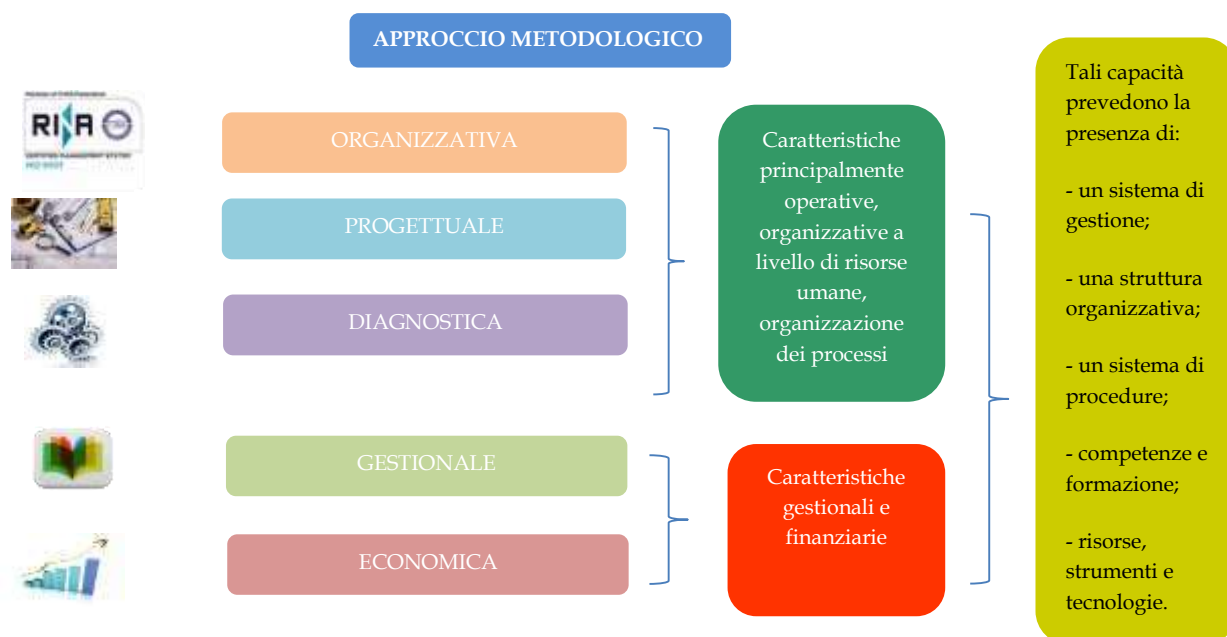 APPROCCIO METODOLOGICO
RINA
ORGANIZZATIVA
PROGETTUALE
DIAGNOSTICA
GESTIONALE
ECONOMICA
Caratteristiche
principalmente
operative,
organizzative a
livello di risorse
umane,
organizzazione
dei processi
Caratteristiche
gestionali e
finanziarie
Tali capacità
prevedono la
presenza di:
- un sistema di
gestione;
- una struttura
organizzativa;
- un sistema di
procedure;
- competenze e
formazione;
- risorse,
strumenti e
tecnologie.